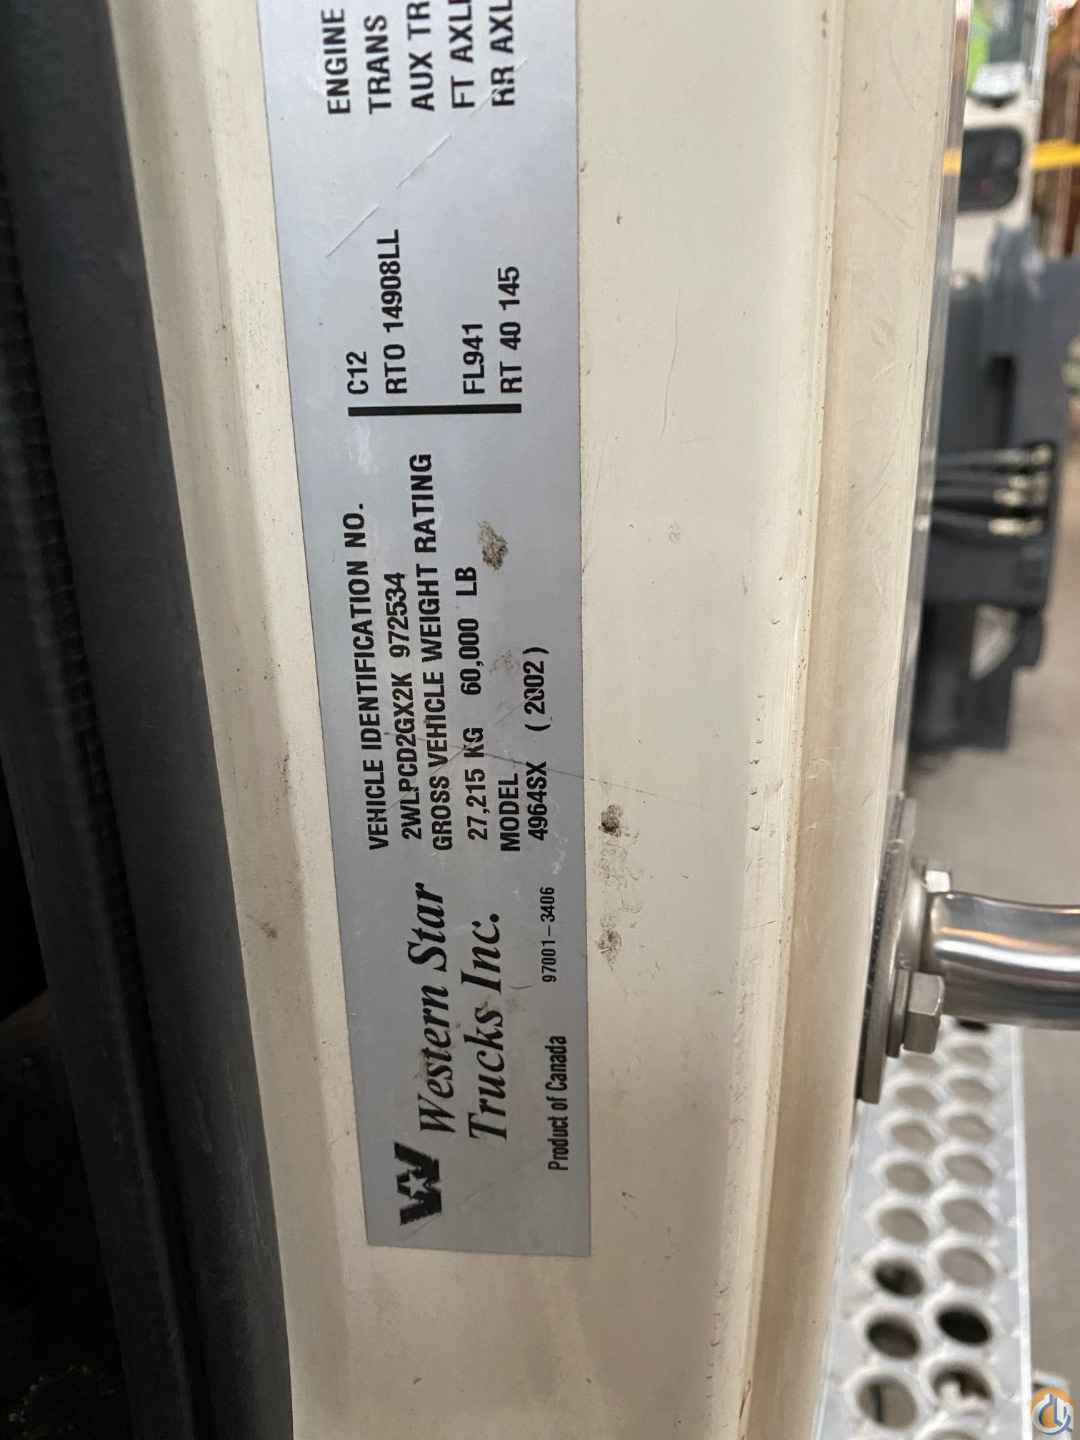 Western Star
Trucks Inc.
Product of Canada
97001-3406
VEHICLE IDENTIFICATION NO.
2WLPCD2GX2K 972534
GROSS VEHICLE WEIGHT RATING
27,215 KG 60,000 LB
MODEL
4964SX (2002)
C12
RTO 14908LL
FL941
RT 40 145
ENGINE
TRANS
AUX TR
FT AXL
RR AXL